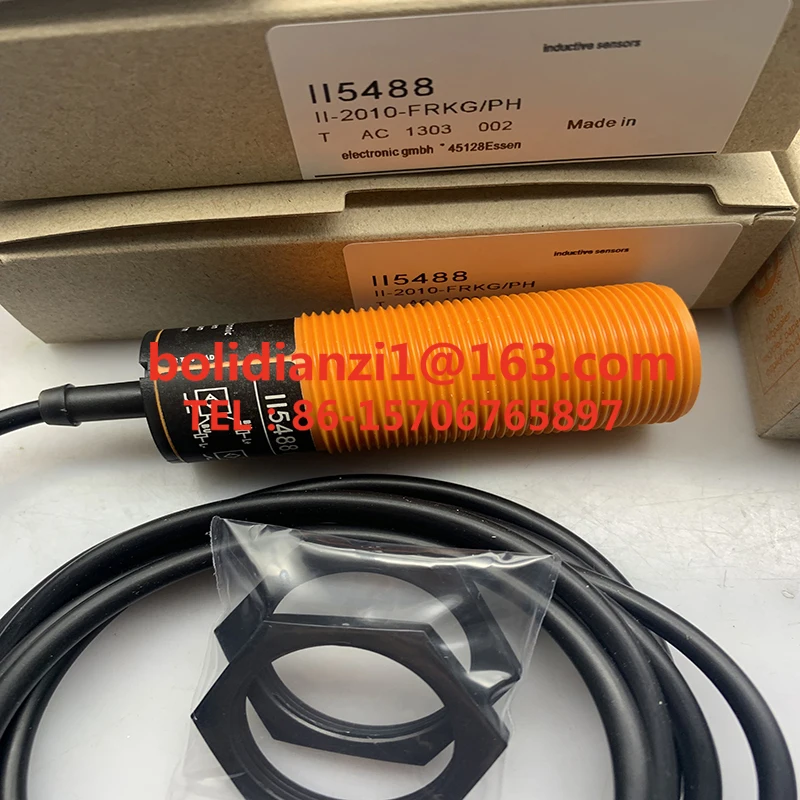 inductive sensors
II5488
II-2010-FRKG/PH
T AC 1303 002
Made in
electronic gmbh * 45128Essen
inductive sensors
II5488
II-2010-FRKG/PH
T AC
bolidianzi1@163.com
TEL：86-15706765897
II5488